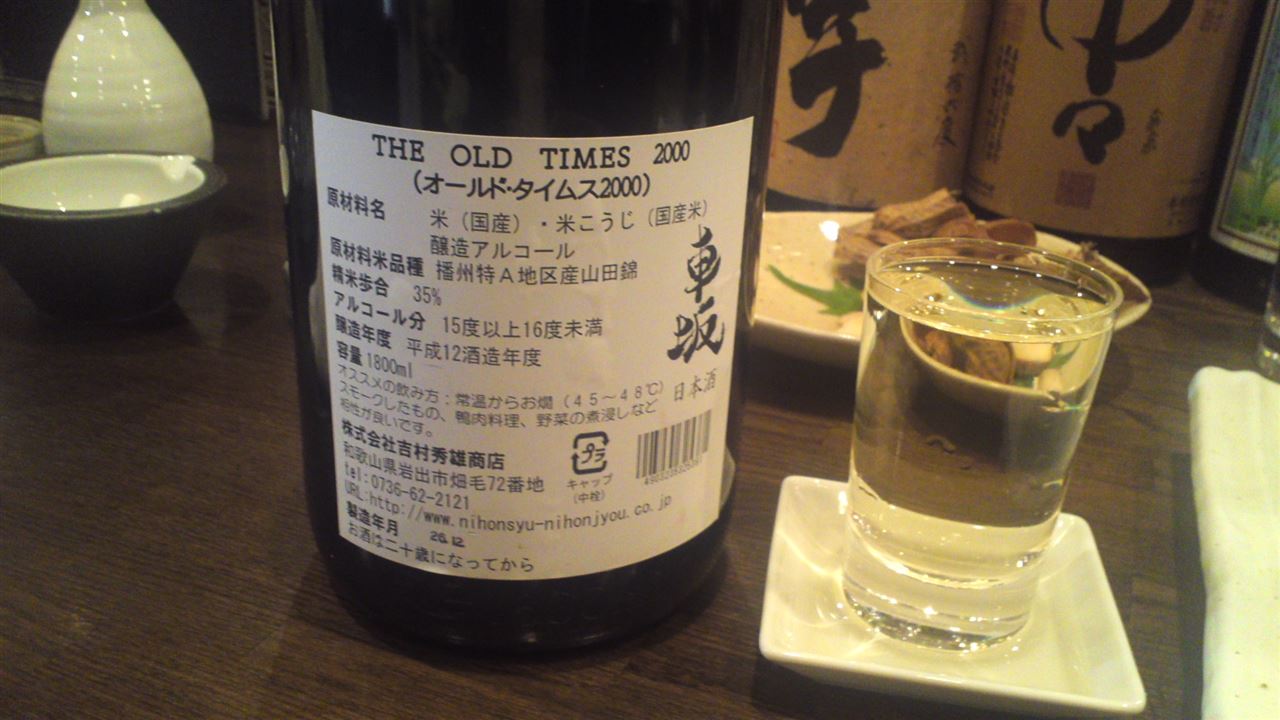 THE OLD TIMES 2000
(オールド・タイムス2000)
原材料名 米(国産)・米こうじ(国産米)
醸造アルコール
原材料米品種 播州特A地区産山田錦
精米歩合 35%
アルコール分 15度以上16度未満
醸造年度 平成12酒造年度
容量1800ml
オススメの飲み方:常温からお燗(45~48℃)
スモークしたもの、鴨肉料理、野菜の煮浸しなど
相性が良いです。
株式会社吉村秀雄商店
和歌山県岩出市畑毛72番地
tel:0736-62-2121
URL:http://www.nihonsyu-nihonjyou.co.jp
製造年月 26.12
お酒は二十歳になってから
車坂
日本酒
プラ
キャップ
(中栓)
中々